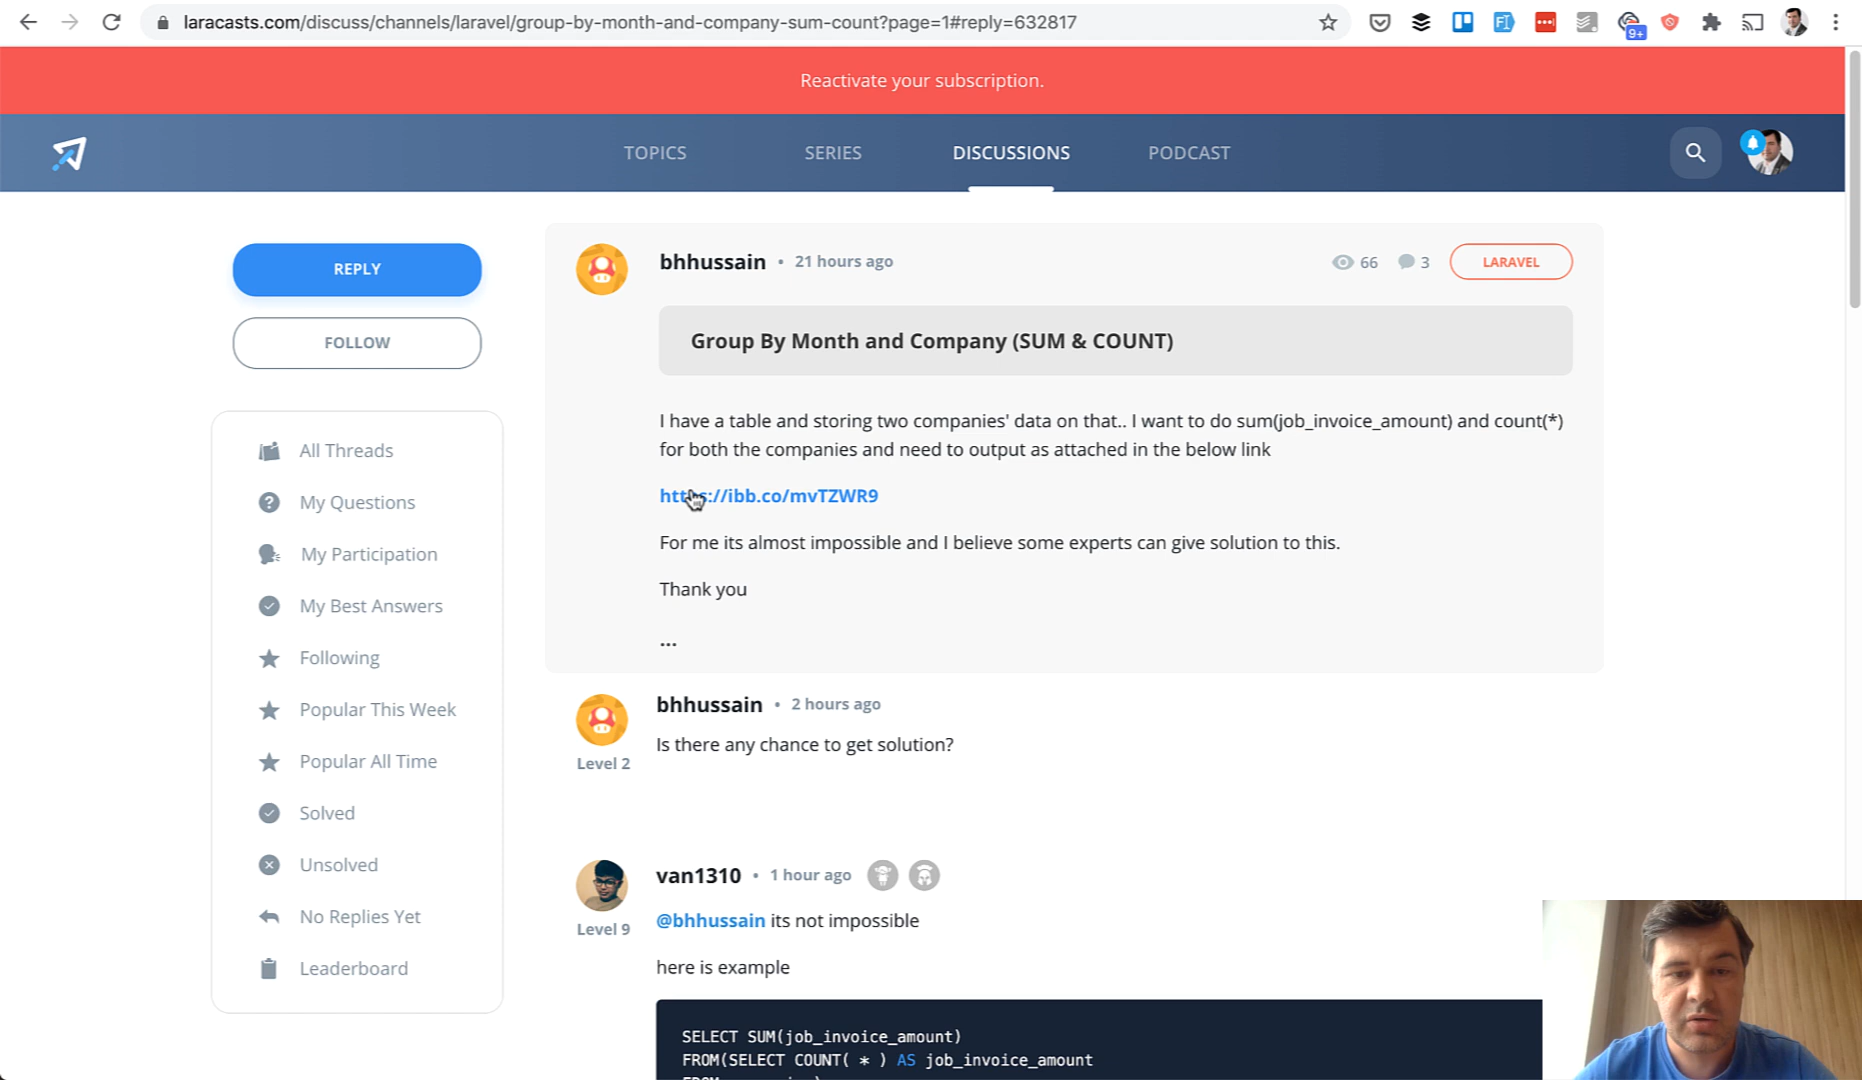 laracasts.com/discuss/channels/laravel/group-by-month-and-company-sum-count?page=1#reply=632817
9+
Reactivate your subscription.
TOPICS
SERIES
DISCUSSIONS
PODCAST
REPLY
FOLLOW
All Threads
My Questions
My Participation
My Best Answers
Following
Popular This Week
Popular All Time
Solved
Unsolved
No Replies Yet
Leaderboard
bhhussain • 21 hours ago
66
3
LARAVEL
Group By Month and Company (SUM & COUNT)
I have a table and storing two companies' data on that.. I want to do sum(job_invoice_amount) and count(*)
for both the companies and need to output as attached in the below link
https://ibb.co/mvTZWR9
For me its almost impossible and I believe some experts can give solution to this.
Thank you
...
bhhussain • 2 hours ago
Level 2
Is there any chance to get solution?
van1310 • 1 hour ago
Level 9
@bhhussain its not impossible
here is example
SELECT SUM(job_invoice_amount)
FROM(SELECT COUNT( * ) AS job_invoice_amount